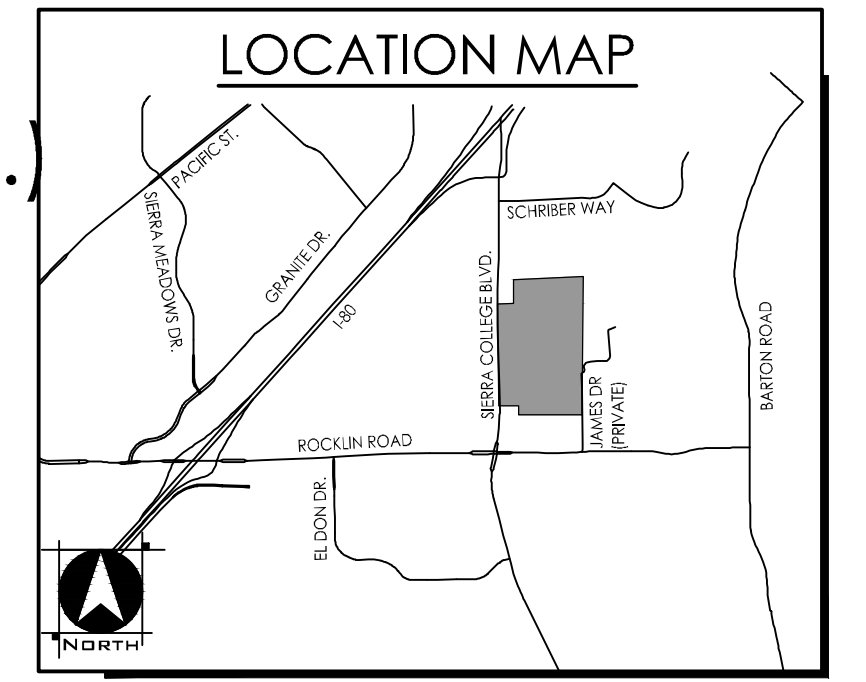 LOCATION MAP
PACIFIC ST.
SIERRA MEADOWS DR.
GRANITE DR.
I-80
SCHRIBER WAY
SIERRA COLLEGE BLVD.
BARTON ROAD
JAMES DR
(PRIVATE)
ROCKLIN ROAD
EL DON DR.
NORTH
.)